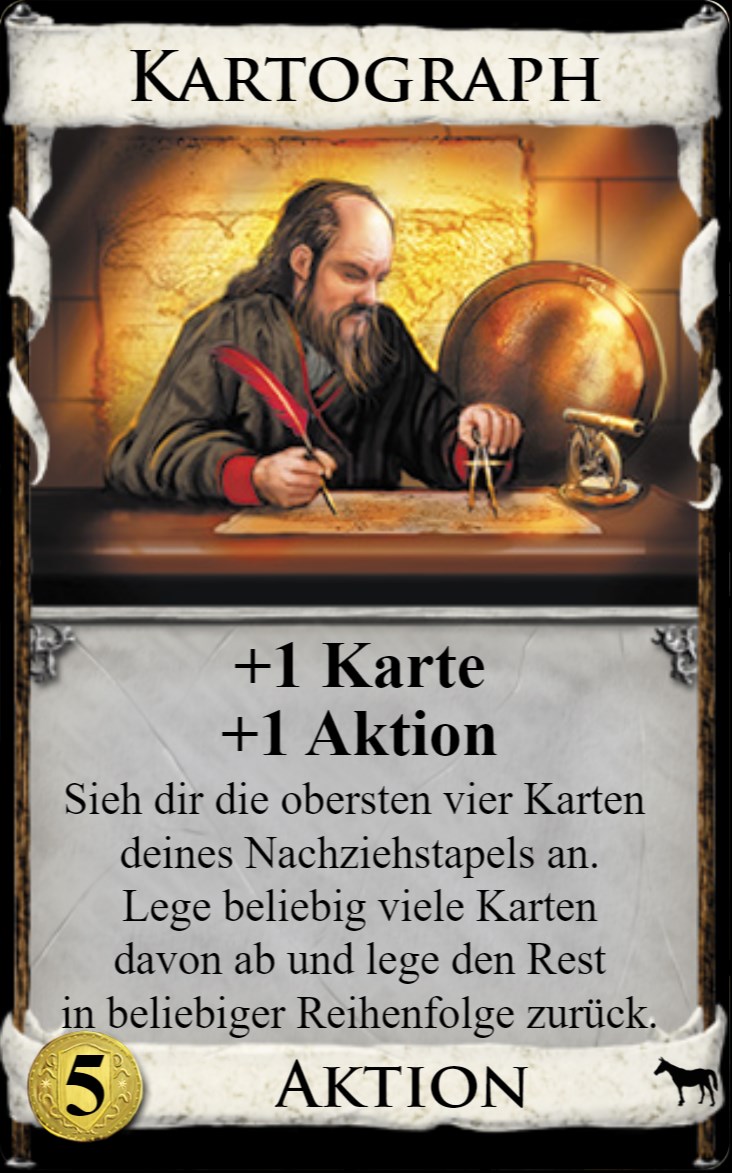 KARTOGRAPH
+1 Karte
+1 Aktion
Sieh dir die obersten vier Karten
deines Nachziehstapels an.
Lege beliebig viele Karten
davon ab und lege den Rest
in beliebiger Reihenfolge zurück.
5
AKTION